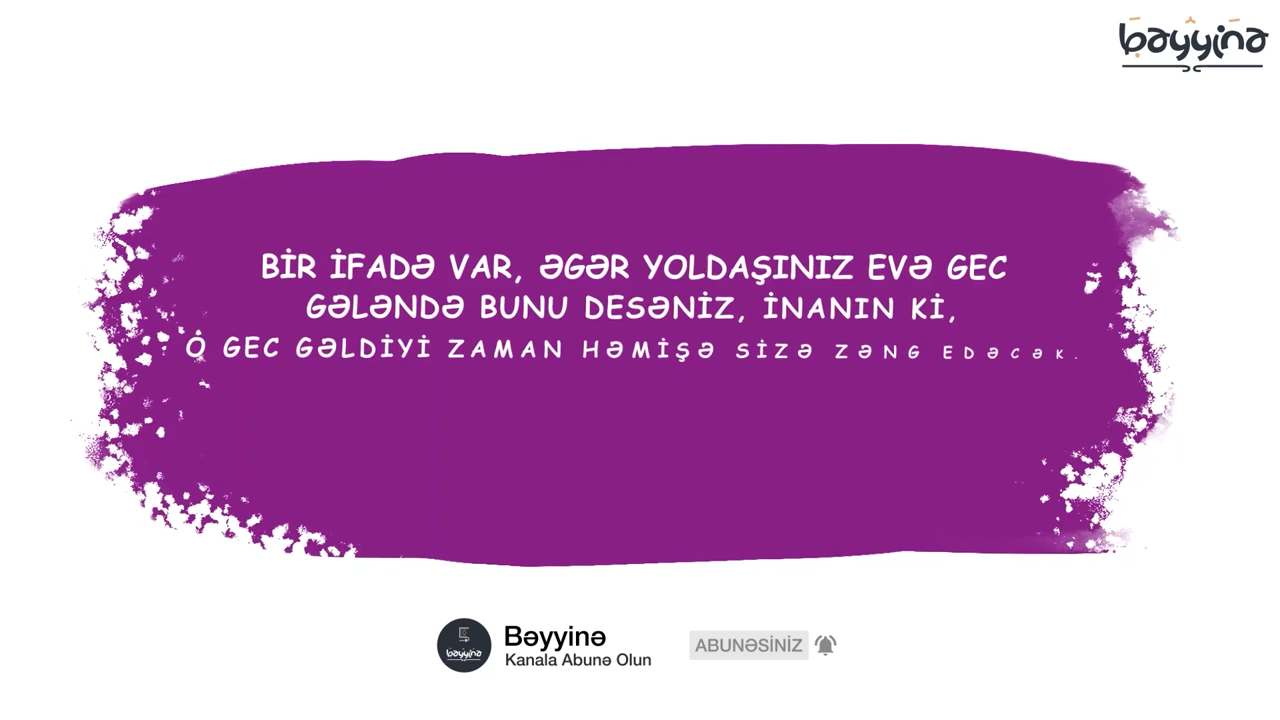 bəyyinə
BİR İFADƏ VAR, ƏGƏR YOLDAŞINIZ EVƏ GEC
GƏLƏNDƏ BUNU DESƏNİZ, İNANIN Kİ,
O GEC GƏLDİYİ ZAMAN HƏMİŞƏ SİZƏ ZƏNG EDƏCƏK.
bəyyinə
Bəyyinə
Kanala Abunə Olun
ABUNƏSİNİZ